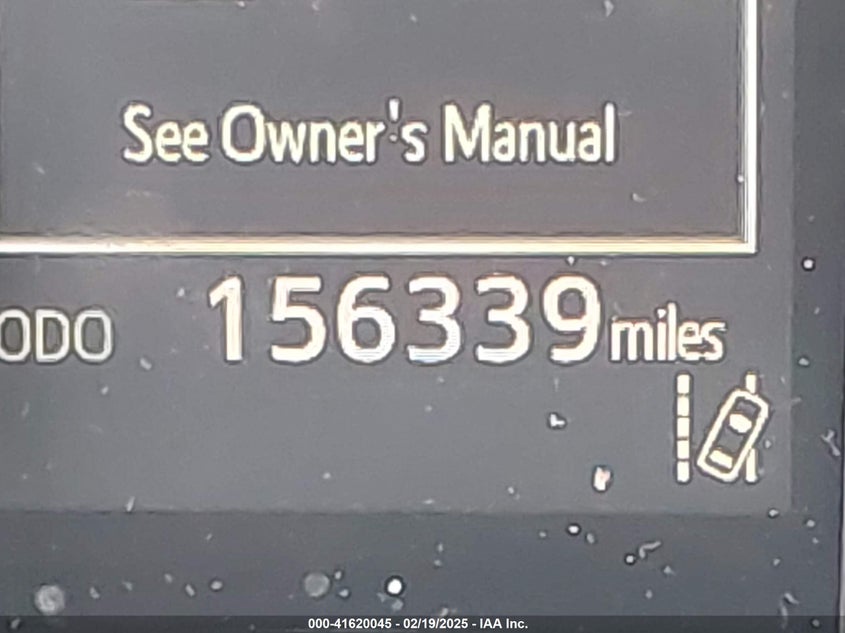 See Owner's Manual
ODO 156339 miles
000-41620045 - 02/19/2025 - IAA Inc.